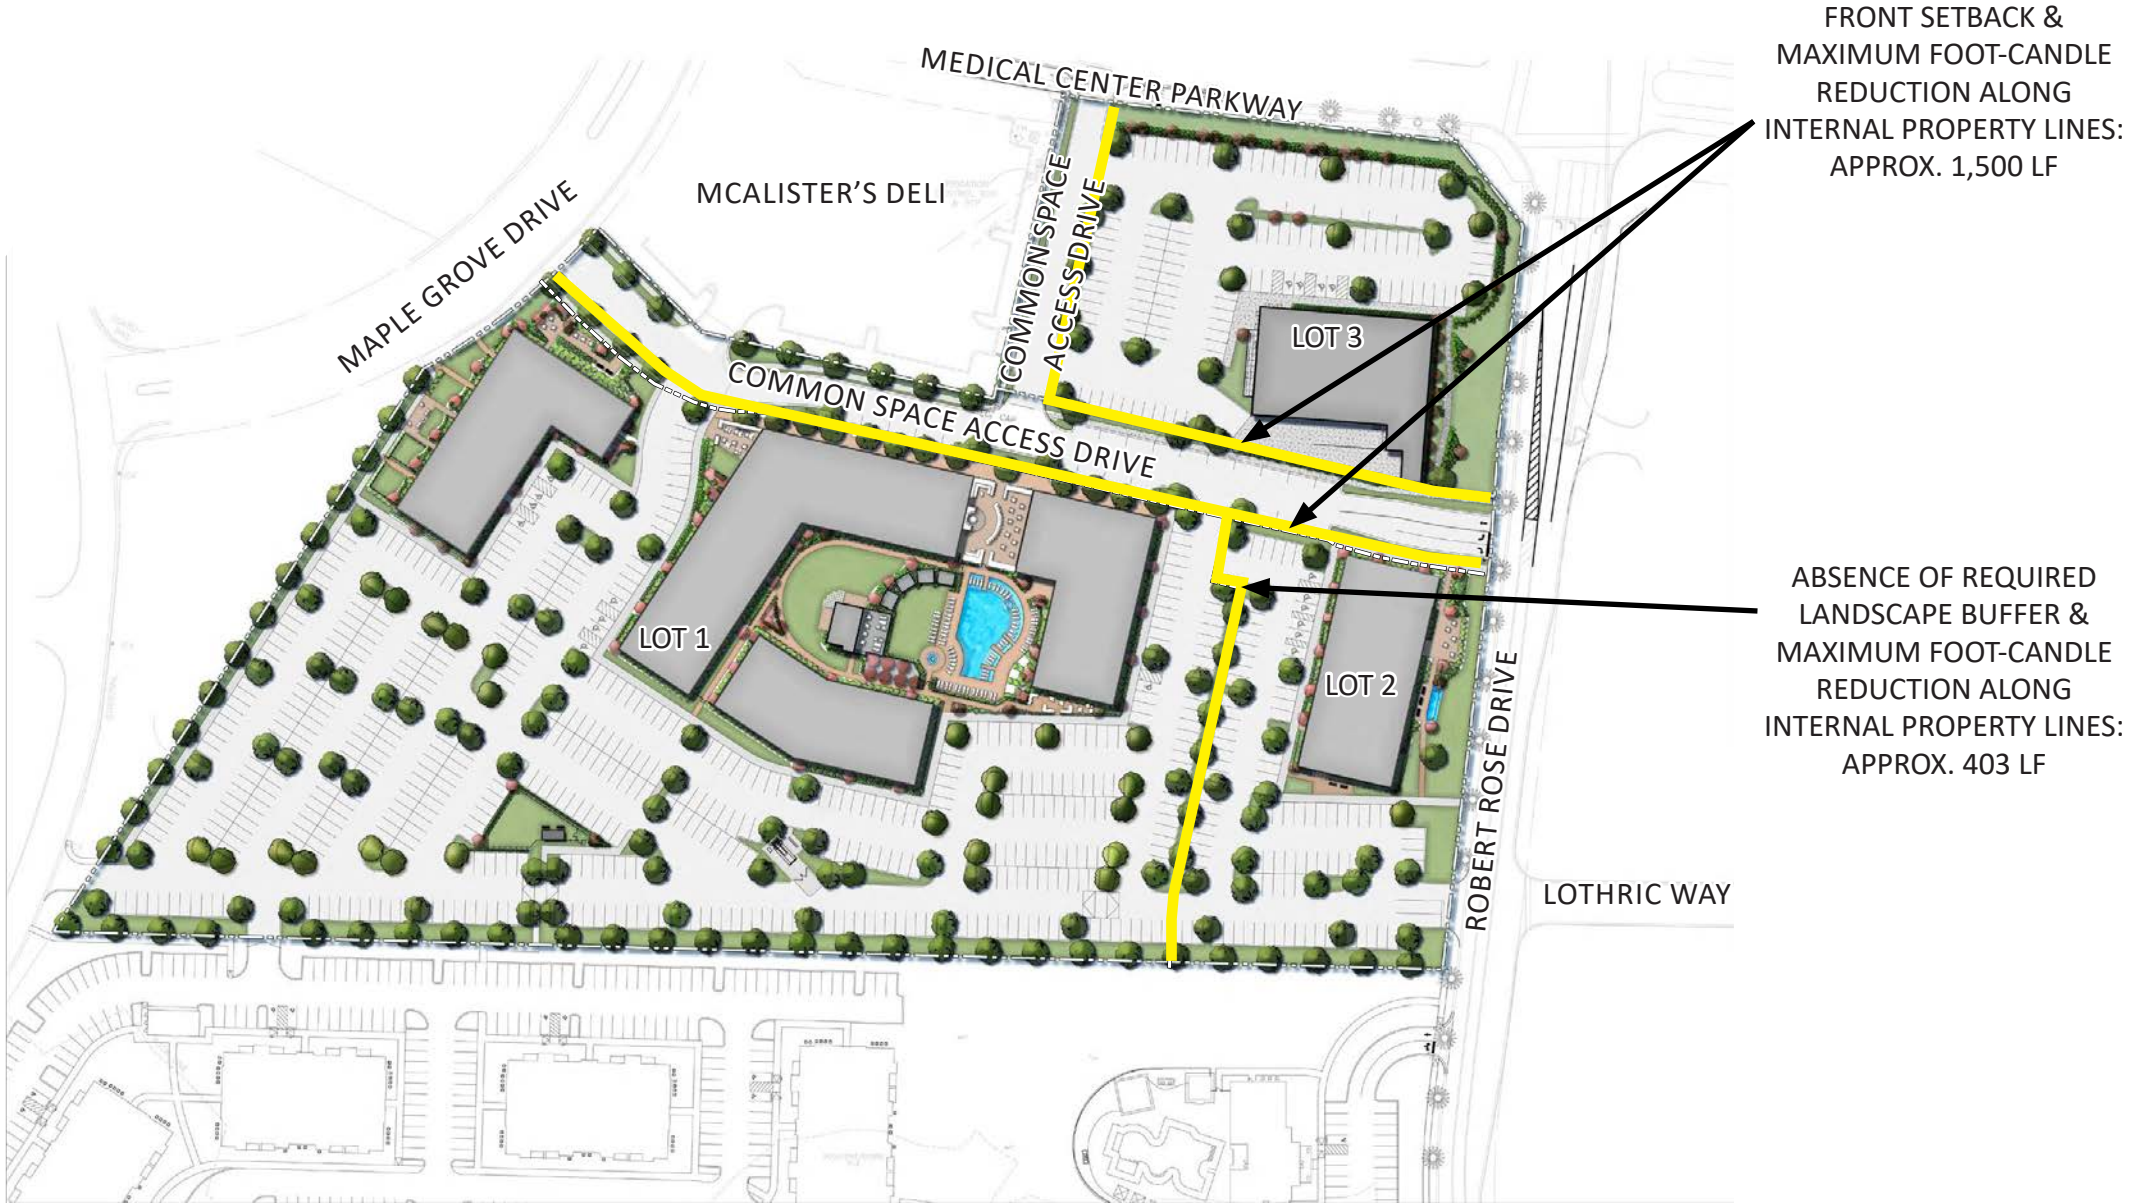 FRONT SETBACK &
MAXIMUM FOOT-CANDLE
REDUCTION ALONG
INTERNAL PROPERTY LINES:
APPROX. 1,500 LF
MEDICAL CENTER PARKWAY
MCALISTER'S DELI
COMMON SPACE
ACCESS DRIVE
MAPLE GROVE DRIVE
LOT 3
COMMON SPACE ACCESS DRIVE
ABSENCE OF REQUIRED
LANDSCAPE BUFFER &
MAXIMUM FOOT-CANDLE
REDUCTION ALONG
INTERNAL PROPERTY LINES:
APPROX. 403 LF
LOT 1
LOT 2
ROBERT ROSE DRIVE
LOTHRIC WAY